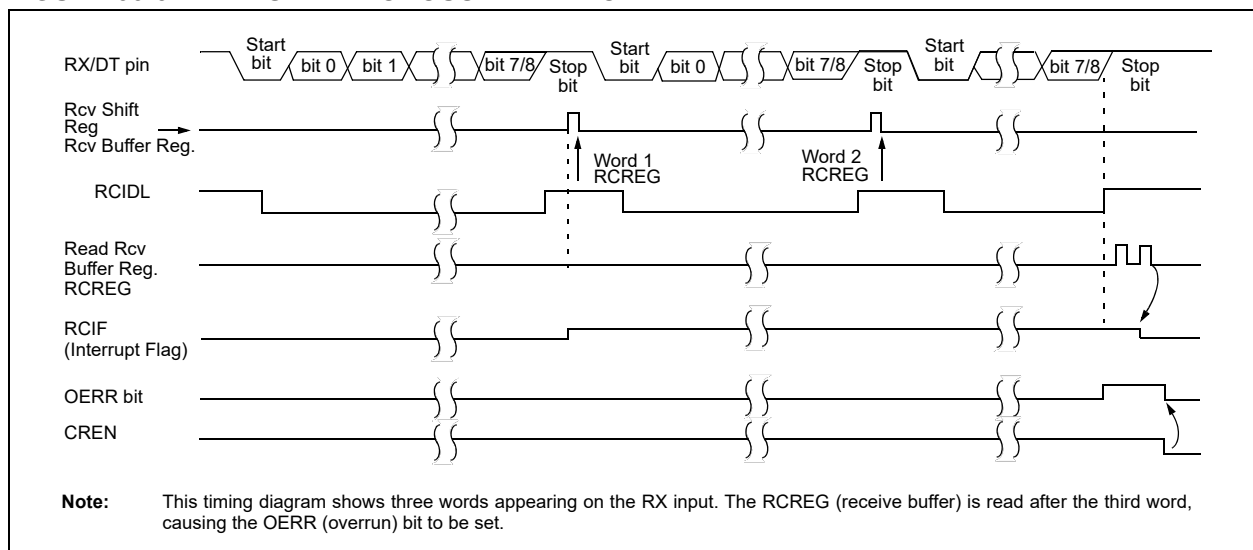 Start bit
bit 0
bit 1
bit 7/8
Stop bit
Start bit
bit 0
bit 7/8
Stop bit
Start bit
bit 7/8
Stop bit
RX/DT pin
Rcv Shift
Reg
Rcv Buffer Reg.
Word 1
RCREG
Word 2
RCREG
RCIDL
Read Rcv
Buffer Reg.
RCREG
RCIF
(Interrupt Flag)
OERR bit
CREN
Note: This timing diagram shows three words appearing on the RX input. The RCREG (receive buffer) is read after the third word,
causing the OERR (overrun) bit to be set.